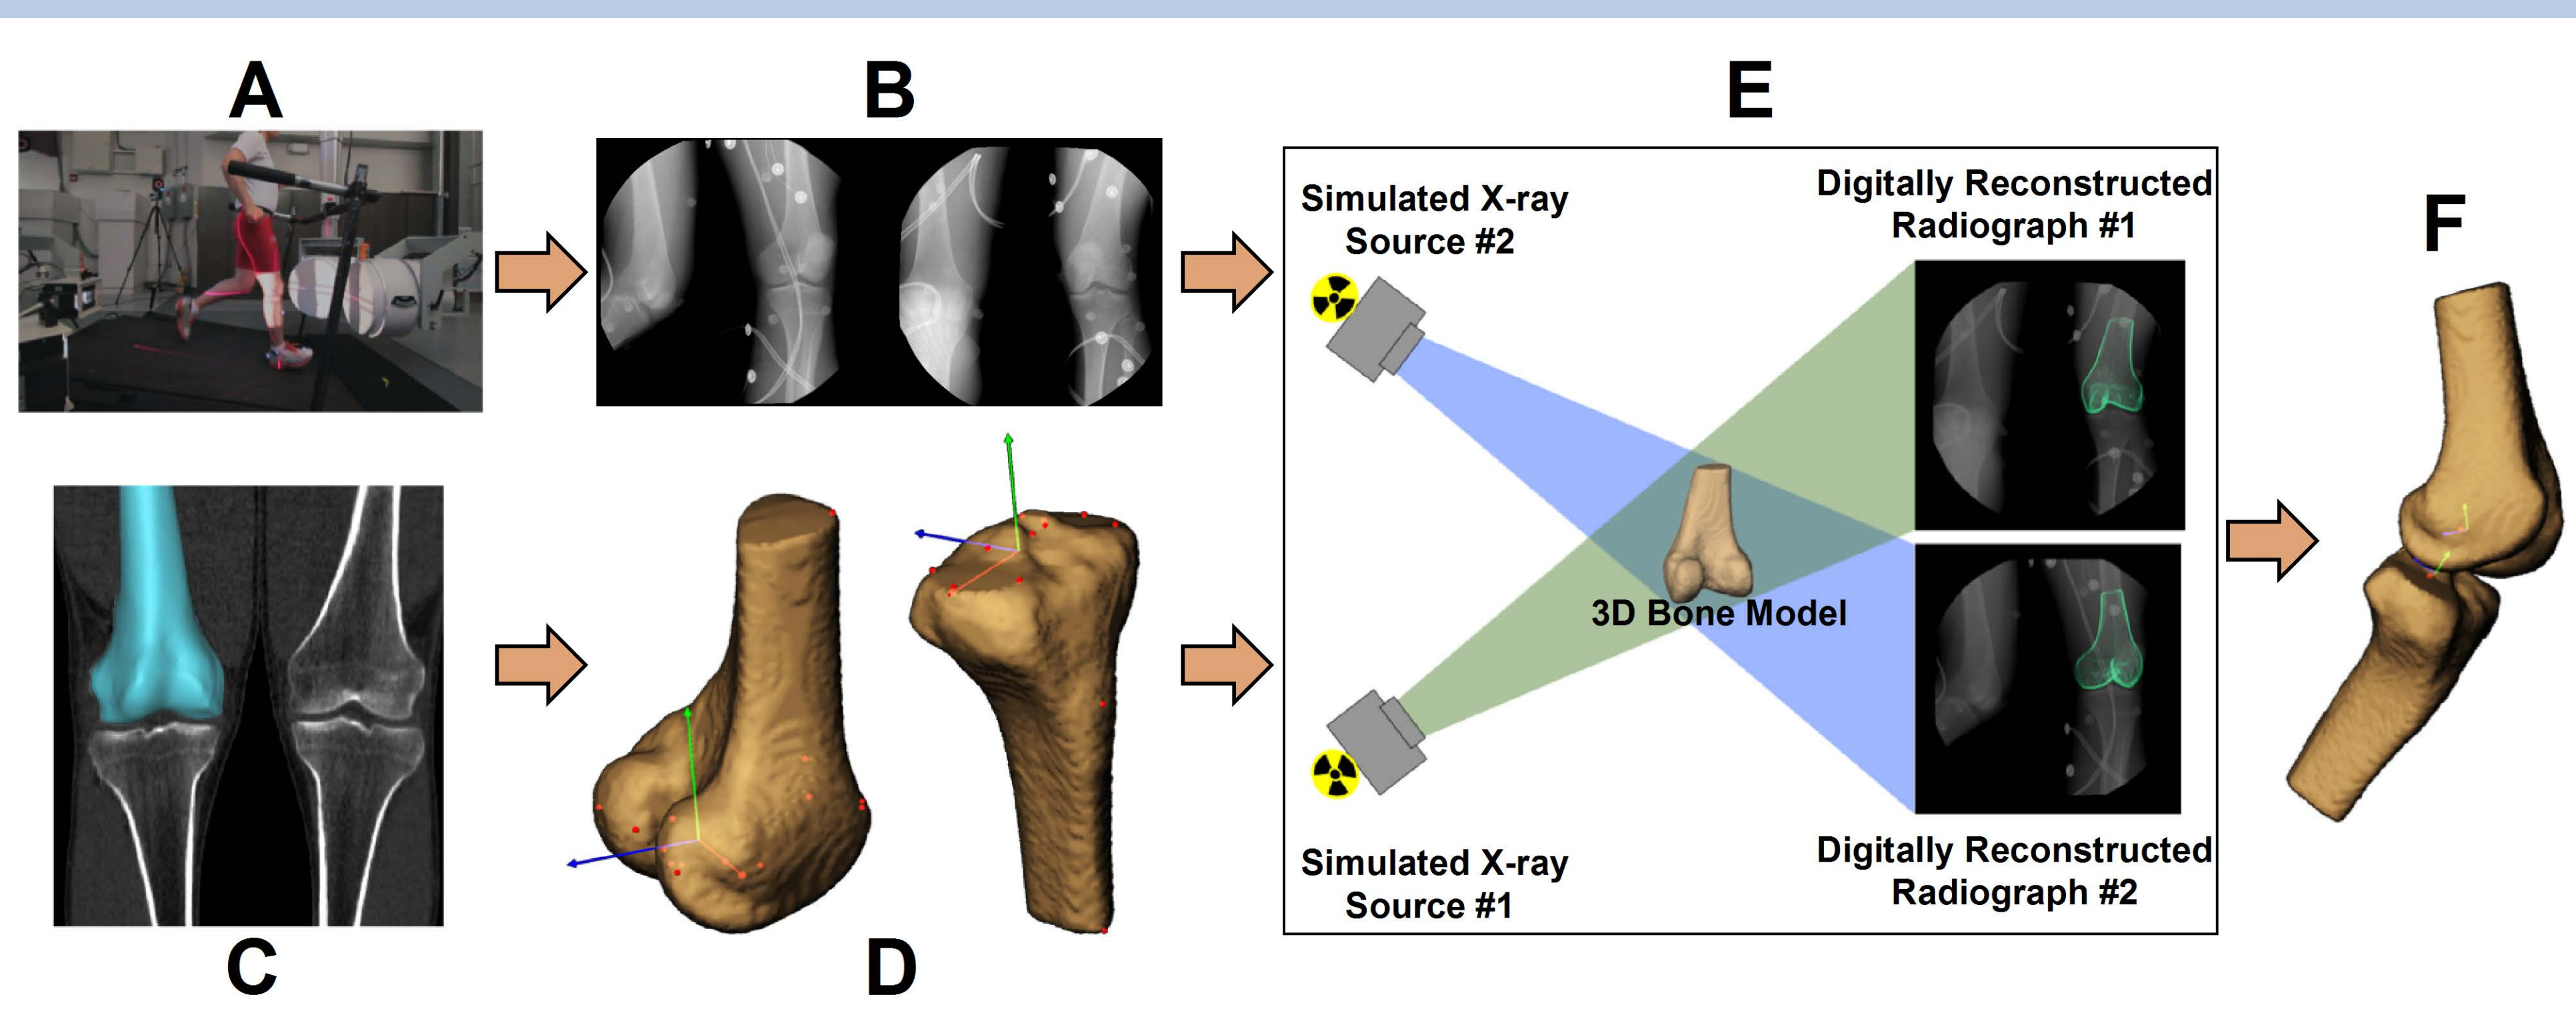 A
B
E
Simulated X-ray
Source #2
Digitally Reconstructed
Radiograph #1
F
3D Bone Model
Simulated X-ray
Source #1
Digitally Reconstructed
Radiograph #2
C
D